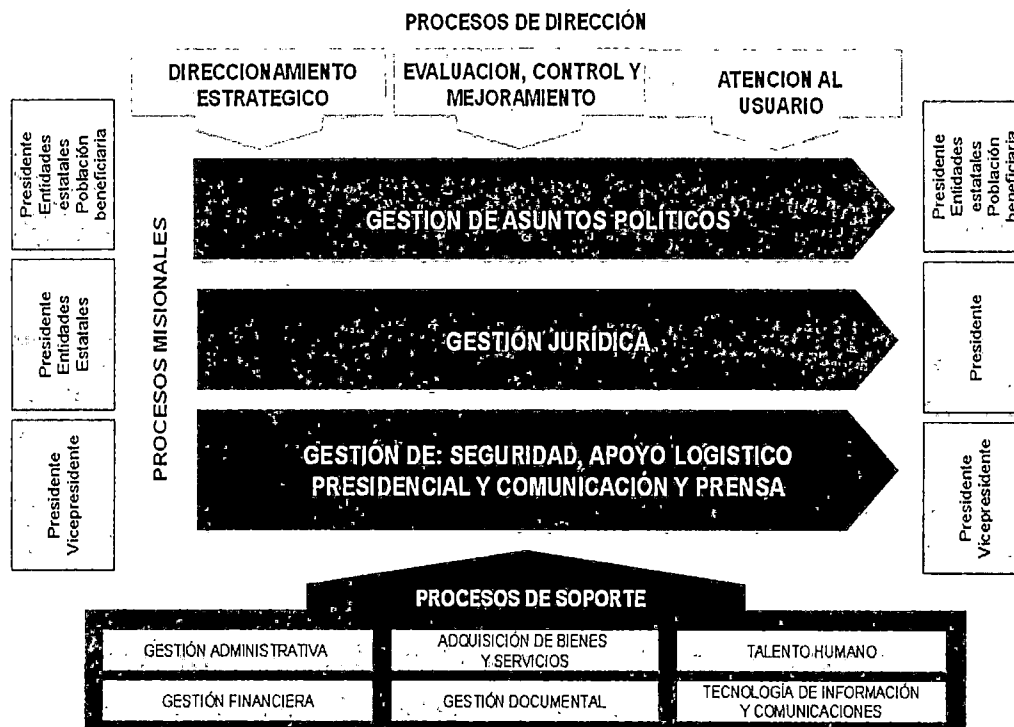 PROCESOS DE DIRECCIÓN
DIRECCIONAMIENTO
ESTRATEGICO
EVALUACION, CONTROL Y
MEJORAMIENTO
ATENCION AL
USUARIO
Presidente
Entidades
estatales
Población
beneficiaria
Presidente
Entidades
Estatales
Presidente
Vicepresidente
PROCESOS MISIONALES
GESTION DE ASUNTOS POLÍTICOS
GESTIÓN JURÍDICA
GESTIÓN DE: SEGURIDAD, APOYO LOGISTICO
PRESIDENCIAL Y COMUNICACIÓN Y PRENSA
Presidente
Entidades
estatales
Población
beneficiaria
Presidente
Presidente
Vicepresidente
PROCESOS DE SOPORTE
GESTIÓN ADMINISTRATIVA
ADQUISICIÓN DE BIENES
Y SERVICIOS
TALENTO HUMANO
GESTIÓN FINANCIERA
GESTIÓN DOCUMENTAL
TECNOLOGÍA DE INFORMACIÓN
Y COMUNICACIONES